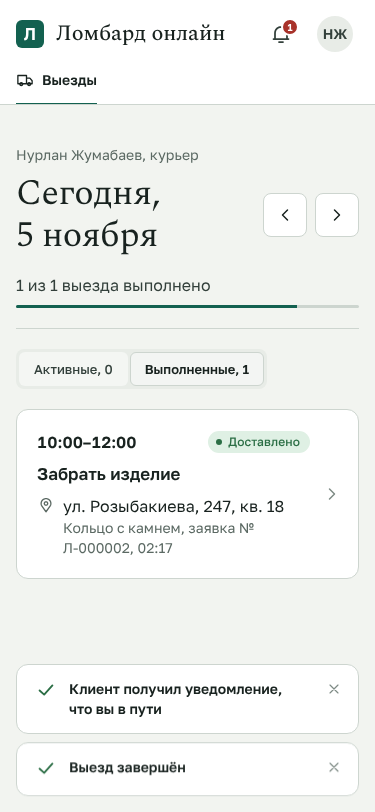 Л Ломбард онлайн 1 НЖ
Выезды
Нурлан Жумабаев, курьер
Сегодня,
5 ноября
1 из 1 выезда выполнено
Активные, 0 Выполненные, 1
10:00–12:00 Доставлено
Забрать изделие
ул. Розыбакиева, 247, кв. 18
Кольцо с камнем, заявка №
Л-000002, 02:17
Клиент получил уведомление,
что вы в пути
Выезд завершён